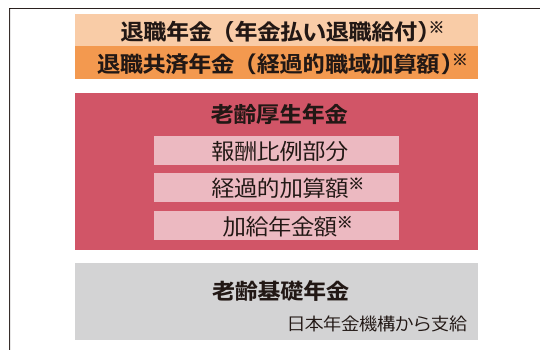 退職年金（年金払い退職給付）※
退職共済年金（経過的職域加算額）※
老齢厚生年金
報酬比例部分
経過的加算額※
加給年金額※
老齢基礎年金
日本年金機構から支給